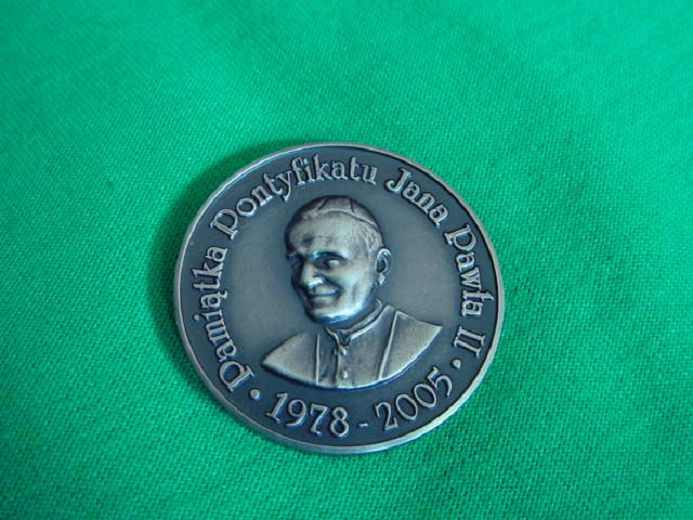 Pamiątka Pontyfikatu Jana Pawła II
• 1978 - 2005 •